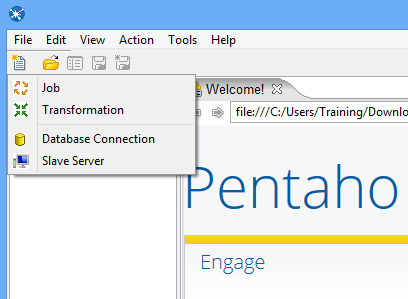 File Edit View Action Tools Help
Job
Transformation
Database Connection
Slave Server
Welcome!
file:///C:/Users/Training/Downlo
Pentaho
Engage